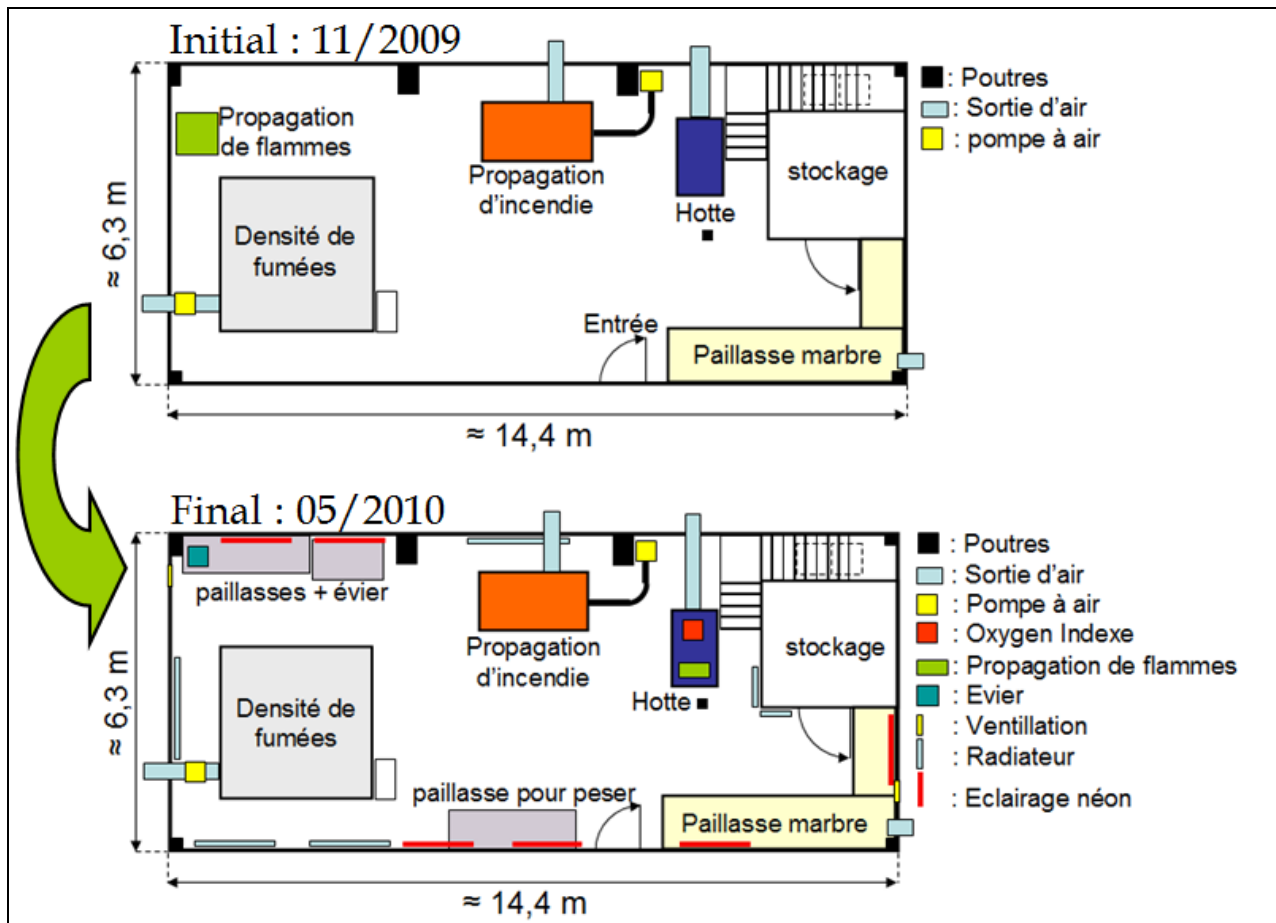 Initial : 11/2009
: Poutres
: Sortie d'air
: pompe à air
Propagation
de flammes
Propagation
d'incendie
Hotte
stockage
Densité de
fumées
≈ 6,3 m
Entrée
Paillasse marbre
≈ 14,4 m
Final : 05/2010
: Poutres
: Sortie d'air
: Pompe à air
: Oxygen Indexe
: Propagation de flammes
: Evier
: Ventillation
: Radiateur
: Eclairage néon
paillasses + évier
Propagation
d'incendie
Hotte
stockage
Densité de
fumées
≈ 6,3 m
paillasse pour peser
Paillasse marbre
≈ 14,4 m